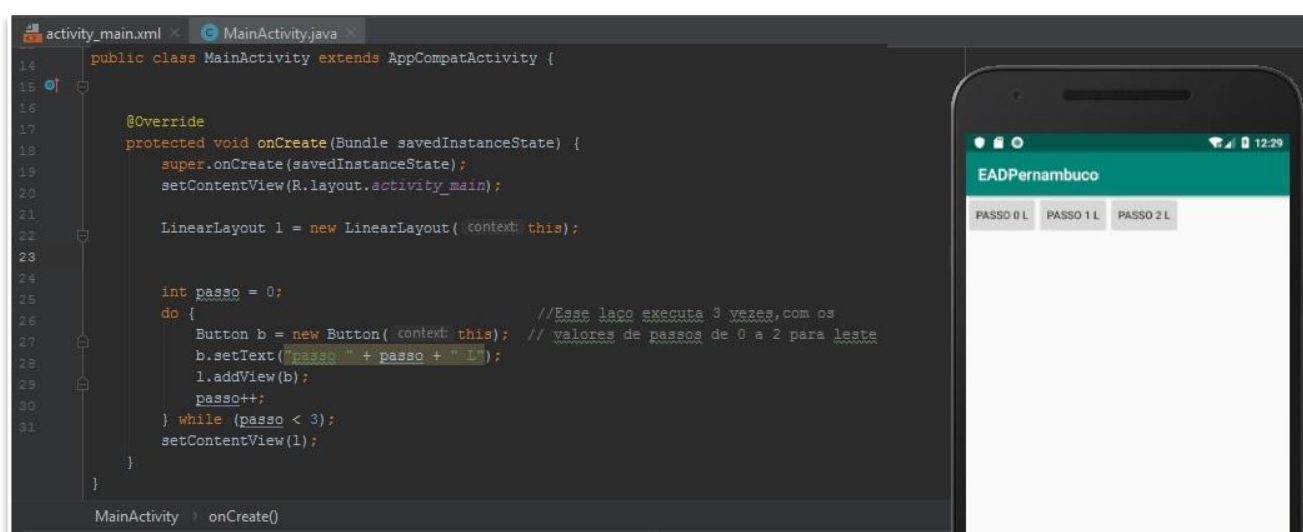 activity_main.xml
MainActivity.java
14 public class MainActivity extends AppCompatActivity {
15
16
17 @Override
18 protected void onCreate(Bundle savedInstanceState) {
19 super.onCreate(savedInstanceState);
20 setContentView(R.layout.activity_main);
21
22 LinearLayout l = new LinearLayout( context: this);
23
24
25 int passo = 0;
26 do { //Esse laço executa 3 vezes,com os
27 Button b = new Button( context: this); // valores de passos de 0 a 2 para leste
28 b.setText("passo " + passo + " L");
29 l.addView(b);
30 passo++;
31 } while (passo < 3);
setContentView(l);
}
}
MainActivity onCreate()
12:29
EADPernambuco
PASSO 0 L PASSO 1 L PASSO 2 L